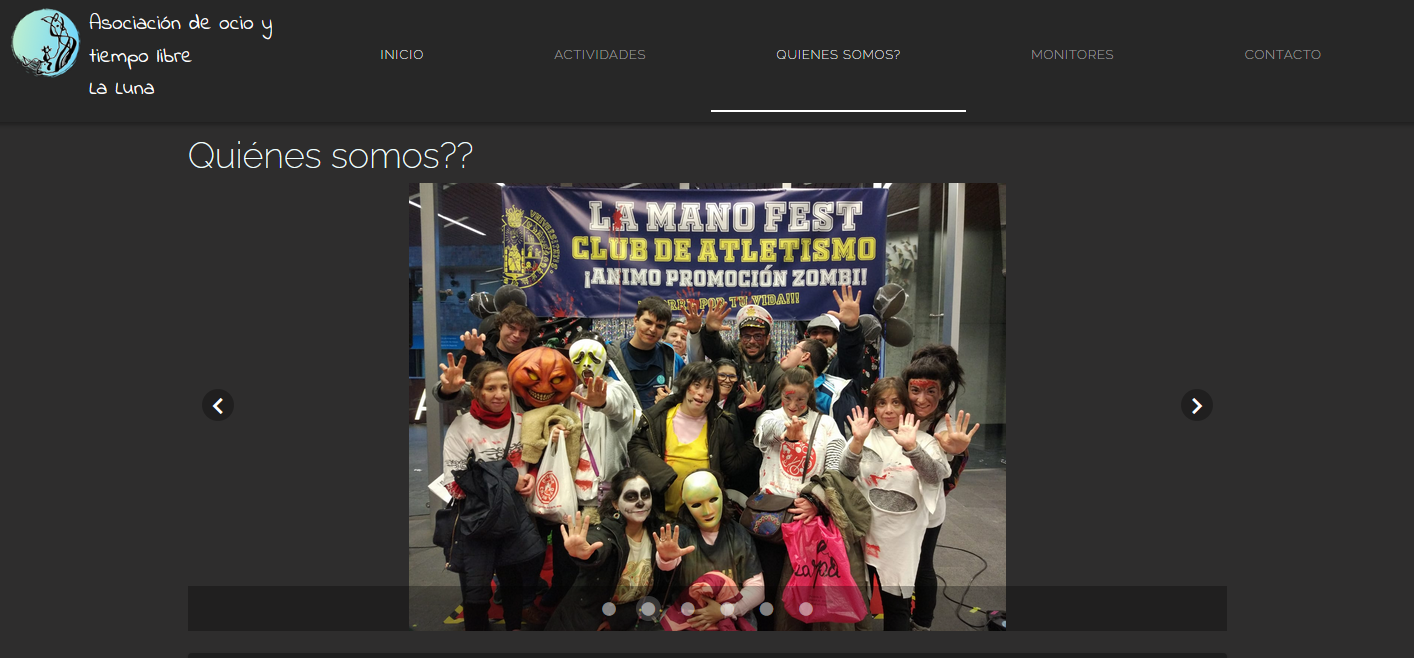 Asociación de ocio y
tiempo libre
La Luna
INICIO
ACTIVIDADES
QUIENES SOMOS?
MONITORES
CONTACTO
Quiénes somos??
LA MANO FEST
CLUB DE ATLETISMO
¡ANIMO PROMOCIÓN ZOMBI!
POR TU VIDA!!!